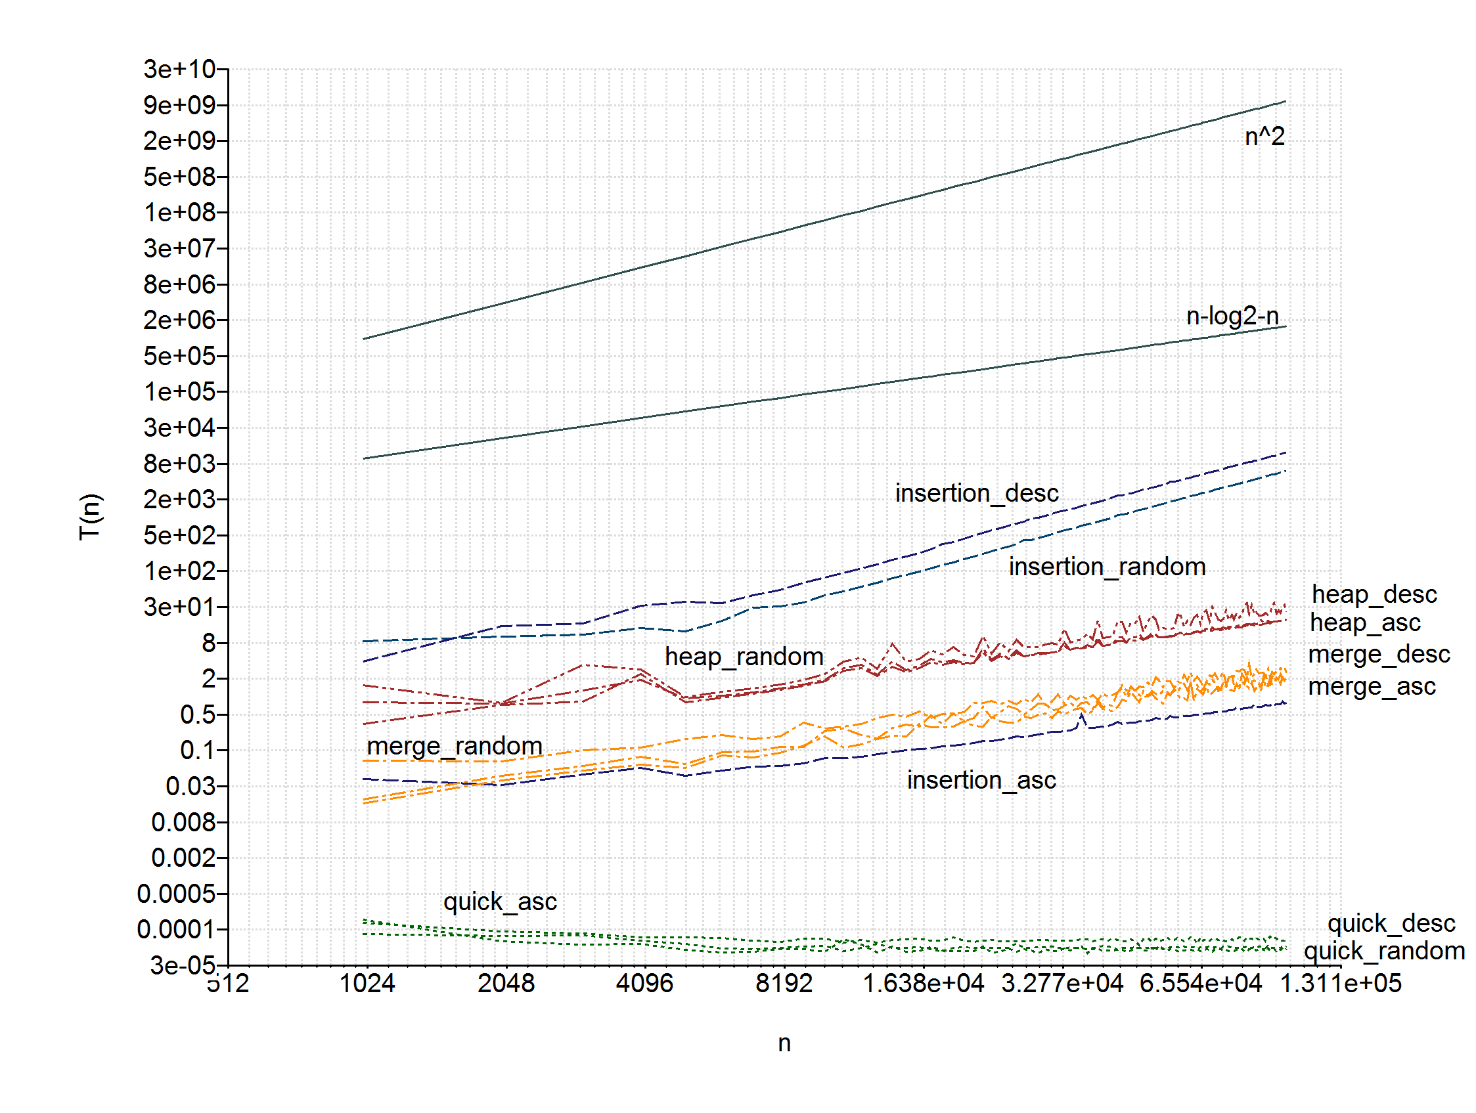 3e+10
9e+09
2e+09
5e+08
1e+08
3e+07
8e+06
2e+06
5e+05
1e+05
3e+04
8e+03
2e+03
5e+02
1e+02
3e+01
8
2
0.5
0.1
0.03
0.008
0.002
0.0005
0.0001
3e-05
T(n)
n^2
n-log2-n
insertion_desc
insertion_random
heap_desc
heap_asc
heap_random
merge_desc
merge_asc
merge_random
insertion_asc
quick_asc
quick_desc
quick_random
512
1024
2048
4096
8192
1.638e+04
3.277e+04
6.554e+04
1.311e+05
n